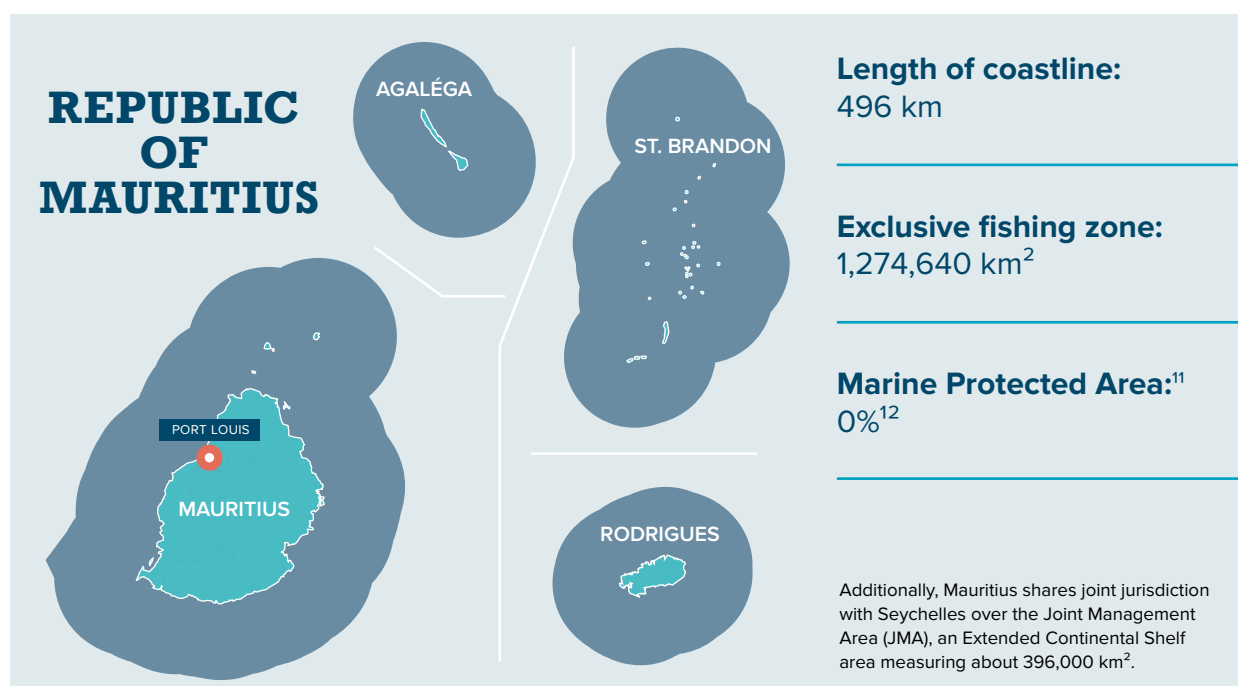 REPUBLIC
OF
MAURITIUS
AGALÉGA
ST. BRANDON
PORT LOUIS
MAURITIUS
RODRIGUES
Length of coastline:
496 km
Exclusive fishing zone:
1,274,640 km²
Marine Protected Area:¹¹
0%¹²
Additionally, Mauritius shares joint jurisdiction
with Seychelles over the Joint Management
Area (JMA), an Extended Continental Shelf
area measuring about 396,000 km².